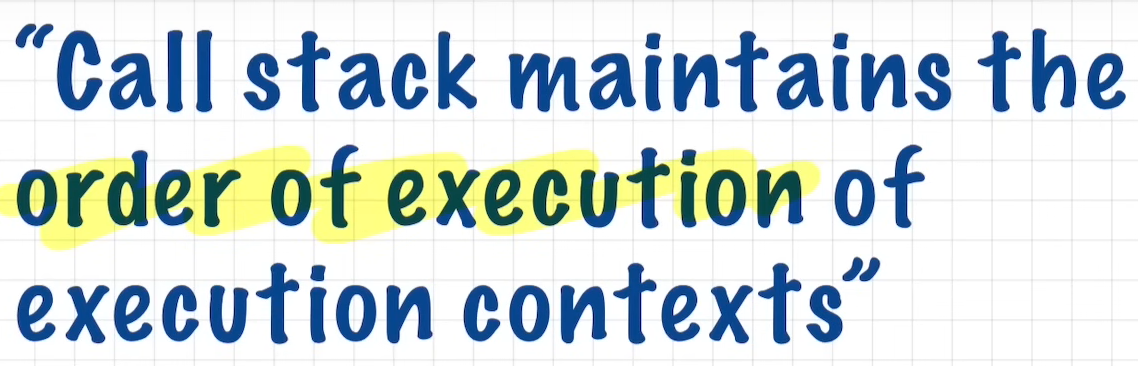 “Call stack maintains the
order of execution of
execution contexts”